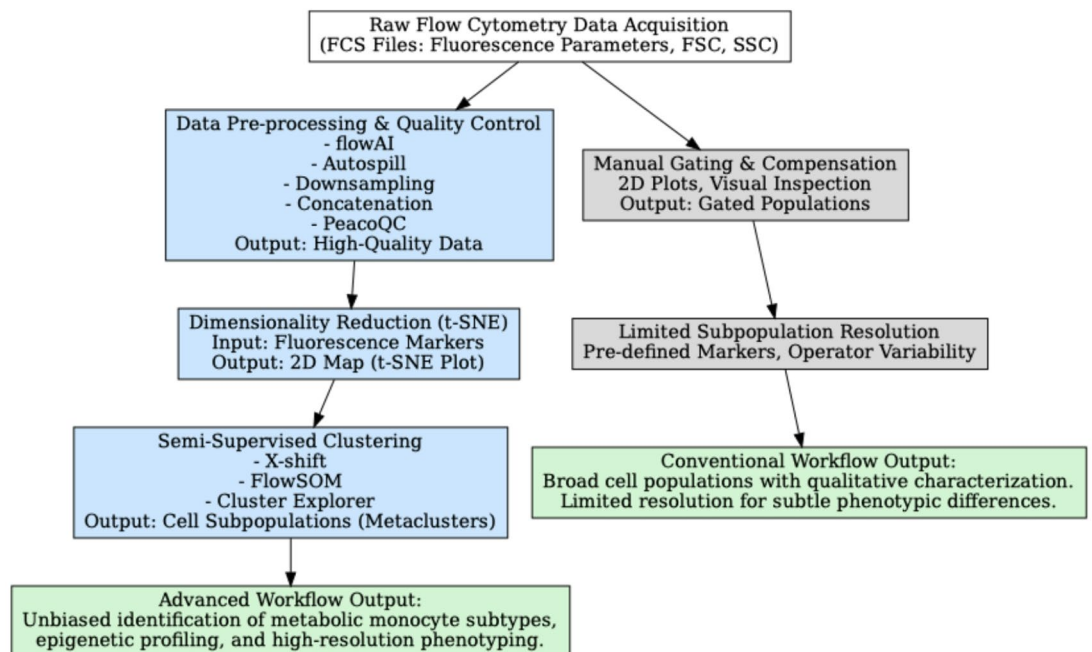 Raw Flow Cytometry Data Acquisition
(FCS Files: Fluorescence Parameters, FSC, SSC)
Data Pre-processing & Quality Control
- flowAI
- Autospill
- Downsampling
- Concatenation
- PeacoQC
Output: High-Quality Data
Manual Gating & Compensation
2D Plots, Visual Inspection
Output: Gated Populations
Dimensionality Reduction (t-SNE)
Input: Fluorescence Markers
Output: 2D Map (t-SNE Plot)
Limited Subpopulation Resolution
Pre-defined Markers, Operator Variability
Semi-Supervised Clustering
- X-shift
- FlowSOM
- Cluster Explorer
Output: Cell Subpopulations (Metaclusters)
Conventional Workflow Output:
Broad cell populations with qualitative characterization.
Limited resolution for subtle phenotypic differences.
Advanced Workflow Output:
Unbiased identification of metabolic monocyte subtypes,
epigenetic profiling, and high-resolution phenotyping.